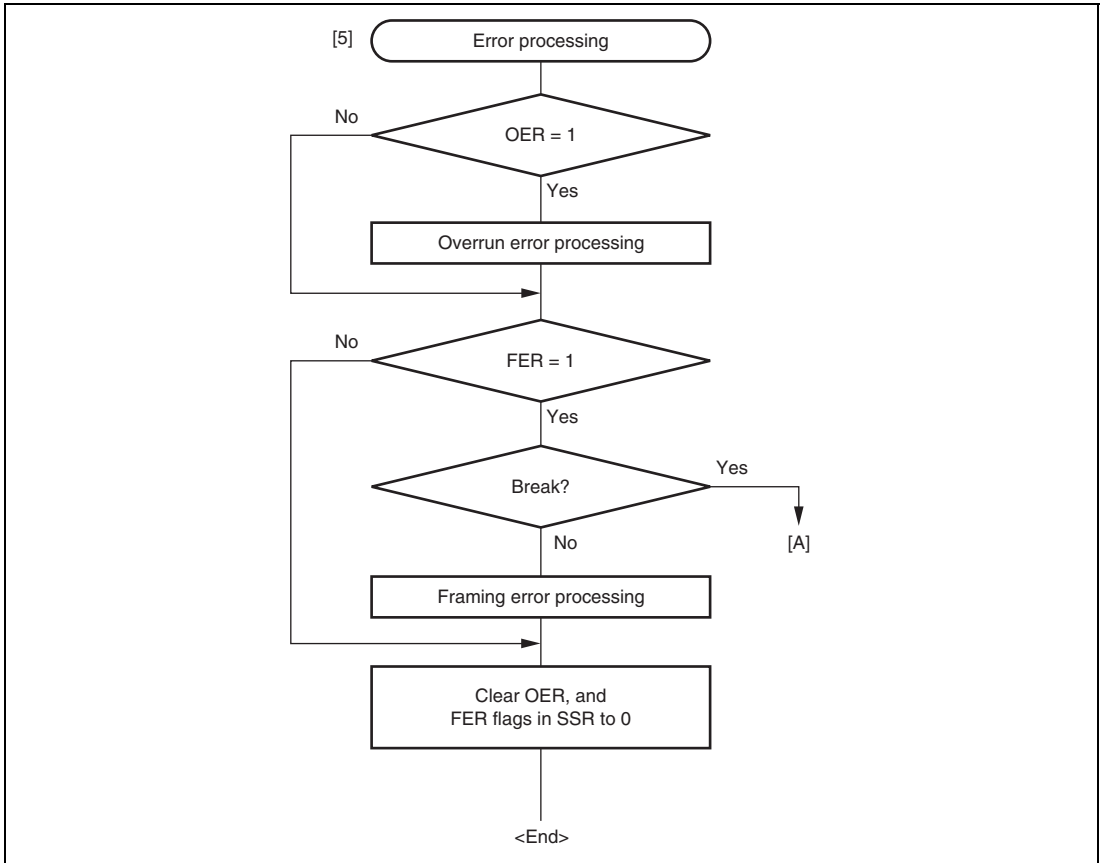 [5] Error processing
No
OER = 1
Yes
Overrun error processing
No
FER = 1
Yes
Break?
Yes
No
[A]
Framing error processing
Clear OER, and
FER flags in SSR to 0
<End>